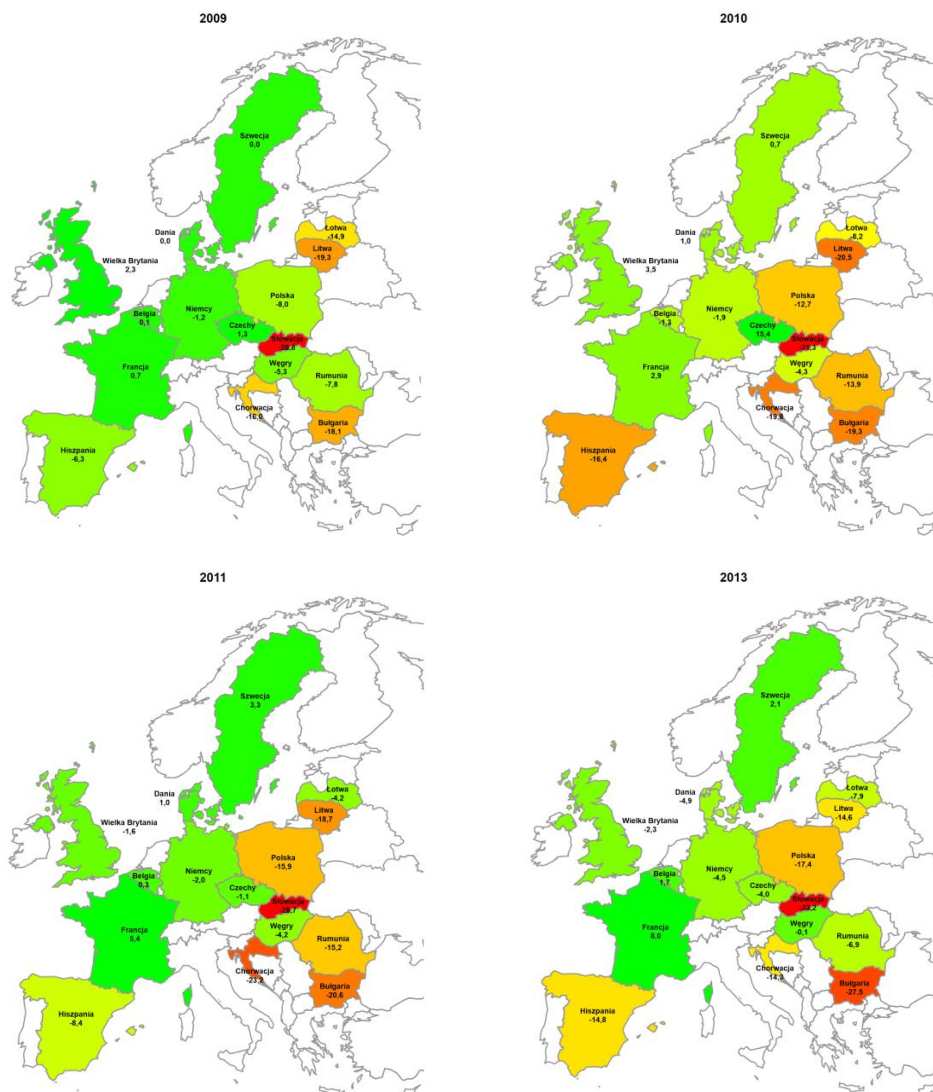 2009
Szwecja
0,0
Dania
0,0
Łotwa
-14,9
Litwa
-19,3
Wielka Brytania
2,3
Polska
-8,0
Belgia
0,1
Niemcy
-1,2
Czechy
1,3
Słowacja
Węgry
-5,3
Francja
0,7
Rumunia
-7,8
Chorwacja
-16,0
Bułgaria
-18,1
Hiszpania
-6,3
2010
Szwecja
0,7
Dania
1,0
Łotwa
-8,2
Litwa
-20,5
Wielka Brytania
3,5
Polska
-12,7
Belgia
-1,3
Niemcy
-1,9
Czechy
15,4
Słowacja
Węgry
-4,3
Francja
2,9
Rumunia
-13,9
Chorwacja
Bułgaria
-19,3
Hiszpania
-16,4
2011
Szwecja
3,3
Dania
1,0
Łotwa
-4,2
Litwa
-18,7
Wielka Brytania
-1,6
Polska
-15,9
Belgia
0,3
Niemcy
-2,0
Czechy
-1,1
Słowacja
Węgry
-4,2
Francja
5,4
Rumunia
-15,2
Chorwacja
-23,2
Bułgaria
-20,6
Hiszpania
-8,4
2013
Szwecja
2,1
Dania
-4,9
Łotwa
-7,9
Litwa
-14,6
Wielka Brytania
-2,3
Polska
-17,4
Belgia
1,7
Niemcy
-4,5
Czechy
-4,0
Słowacja
Węgry
-0,1
Francja
8,0
Rumunia
-6,9
Chorwacja
Bułgaria
-27,5
Hiszpania
-14,8